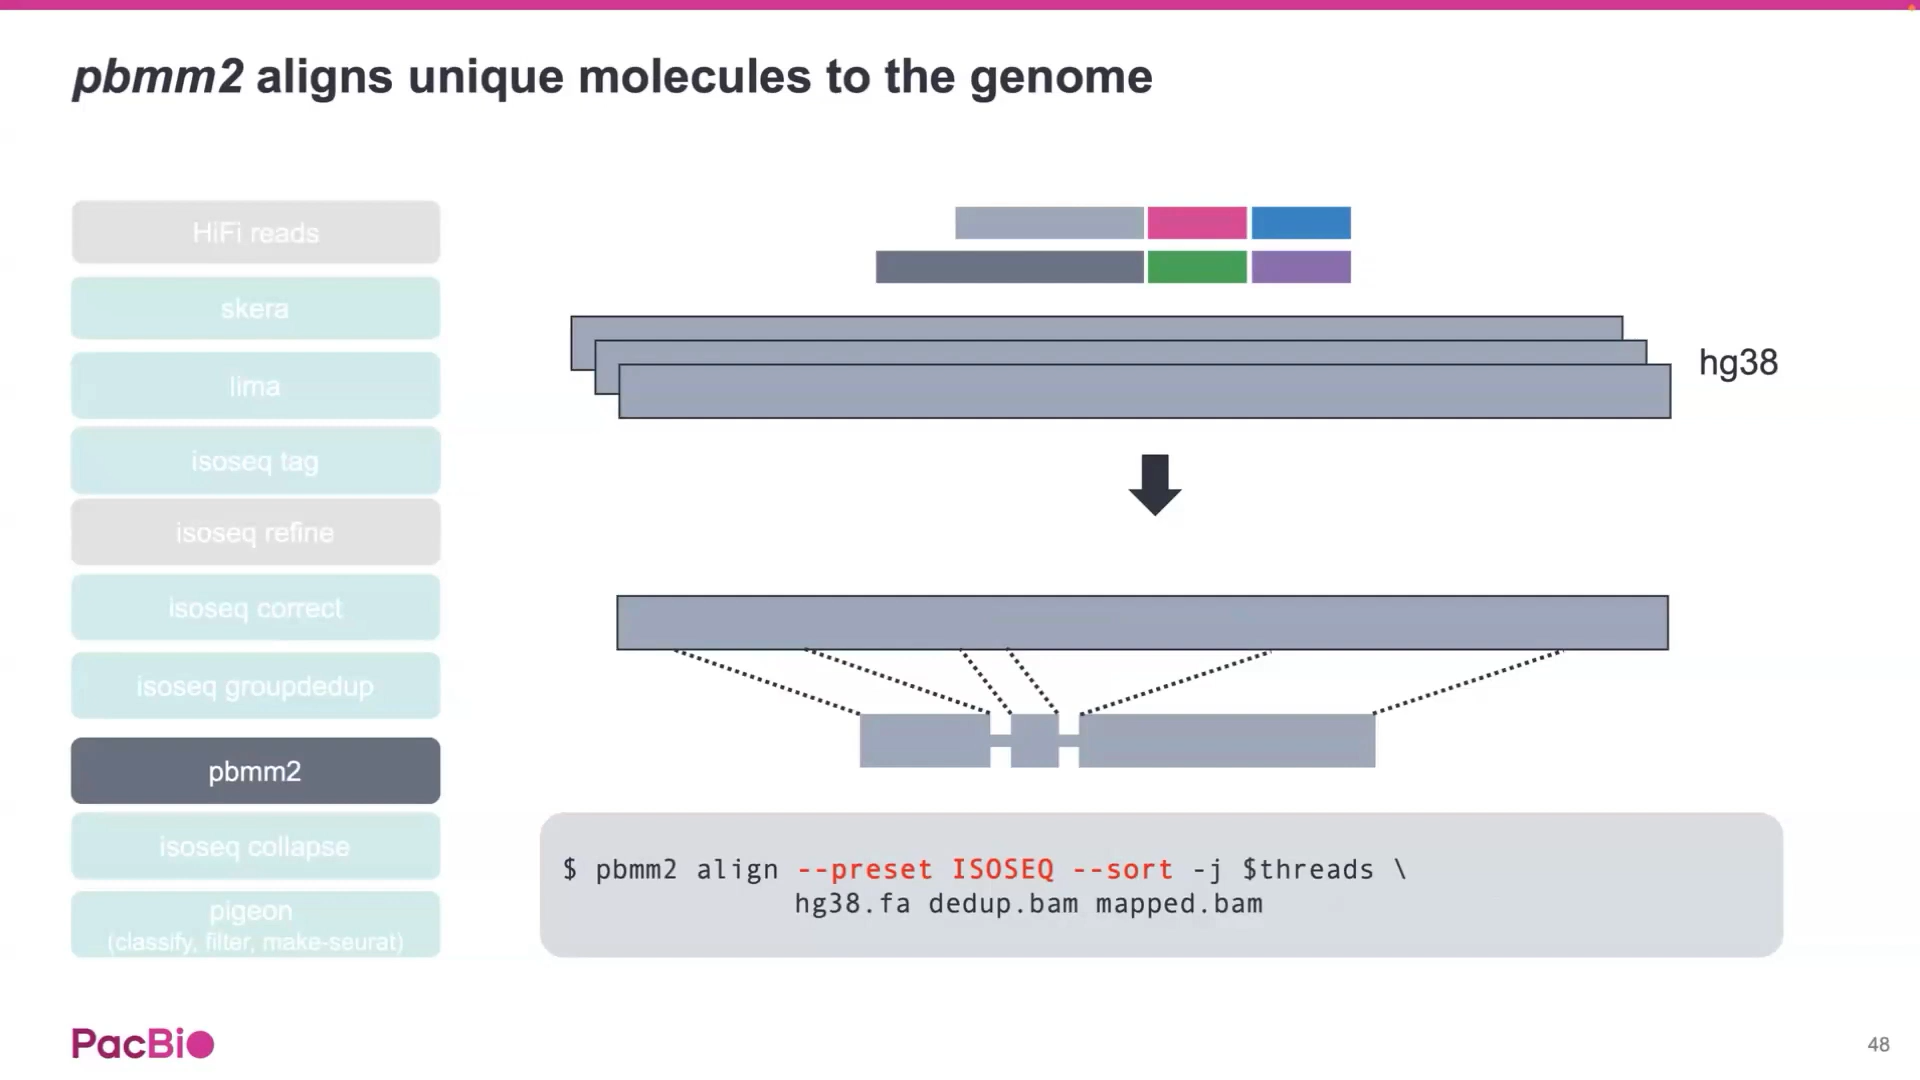 pbmm2 aligns unique molecules to the genome
HiFi reads
skera
lima
isoseq tag
isoseq refine
isoseq correct
isoseq groupdedup
pbmm2
isoseq collapse
pigeon
(classify, filter, make-seurat)
hg38
$ pbmm2 align --preset ISOSEQ --sort -j $threads \
hg38.fa dedup.bam mapped.bam
PacBio
48